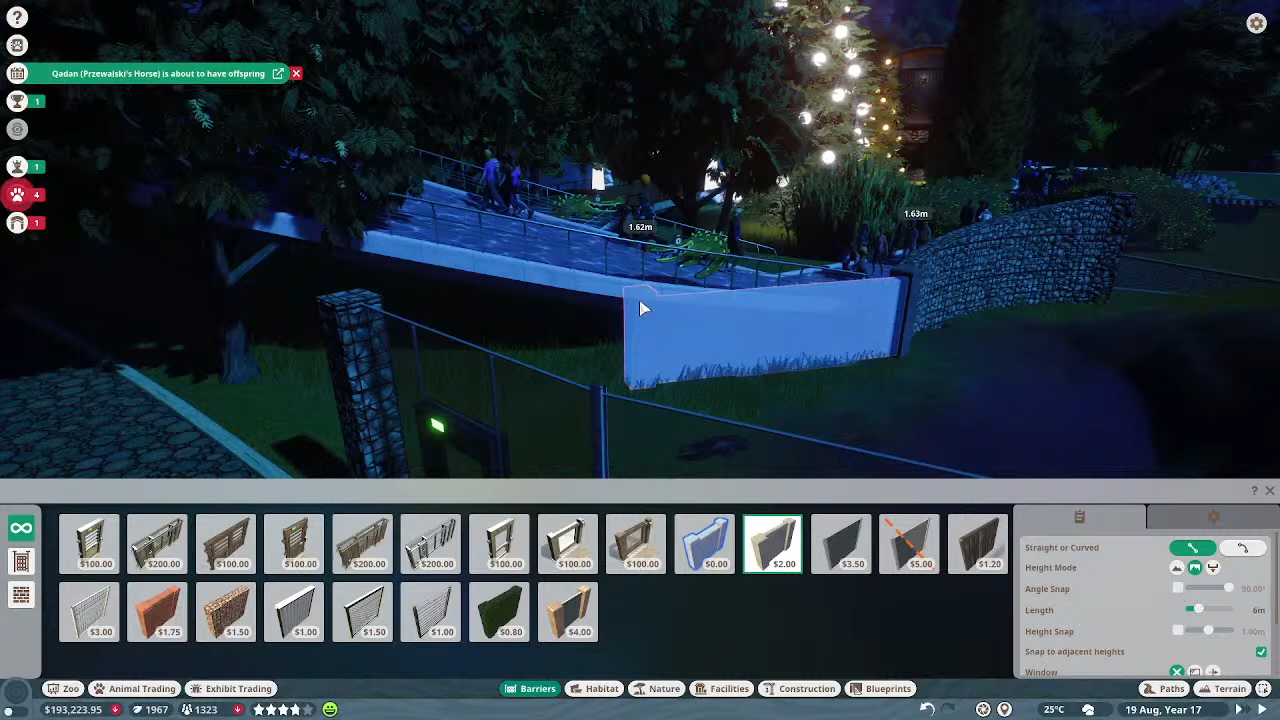 ?
Qadan (Przewalski's Horse) is about to have offspring
1
1
4
1
1.63m
1.62m
?
$100.00 $200.00 $100.00 $100.00 $200.00 $200.00 $100.00 $100.00 $100.00 $0.00 $2.00 $3.50 $5.00 $1.20
$3.00 $1.75 $1.50 $1.00 $1.50 $1.00 $0.80 $4.00
Straight or Curved
Height Mode
Angle Snap 90.00°
Length 6m
Height Snap 1.00m
Snap to adjacent heights
Window
Zoo Animal Trading Exhibit Trading Barriers Habitat Nature Facilities Construction Blueprints Paths Terrain
$193,223.95 1967 1323 25°C 19 Aug, Year 17